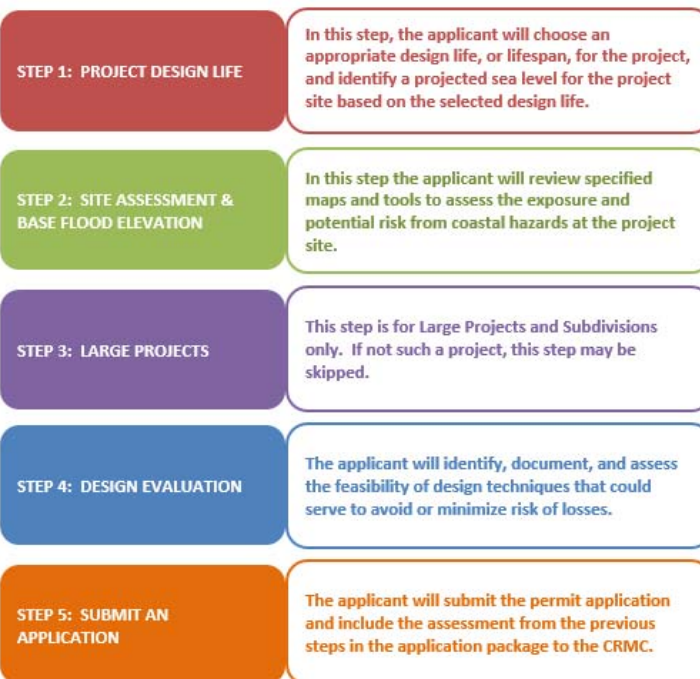 STEP 1:  PROJECT DESIGN LIFE
In this step, the applicant will choose an
appropriate design life, or lifespan, for the project,
and identify a projected sea level for the project
site based on the selected design life.
STEP 2:  SITE ASSESSMENT &
BASE FLOOD ELEVATION
In this step the applicant will review specified
maps and tools to assess the exposure and
potential risk from coastal hazards at the project
site.
STEP 3:  LARGE PROJECTS
This step is for Large Projects and Subdivisions
only.  If not such a project, this step may be
skipped.
STEP 4:  DESIGN EVALUATION
The applicant will identify, document, and assess
the feasibility of design techniques that could
serve to avoid or minimize risk of losses.
STEP 5:  SUBMIT AN
APPLICATION
The applicant will submit the permit application
and include the assessment from the previous
steps in the application package to the CRMC.